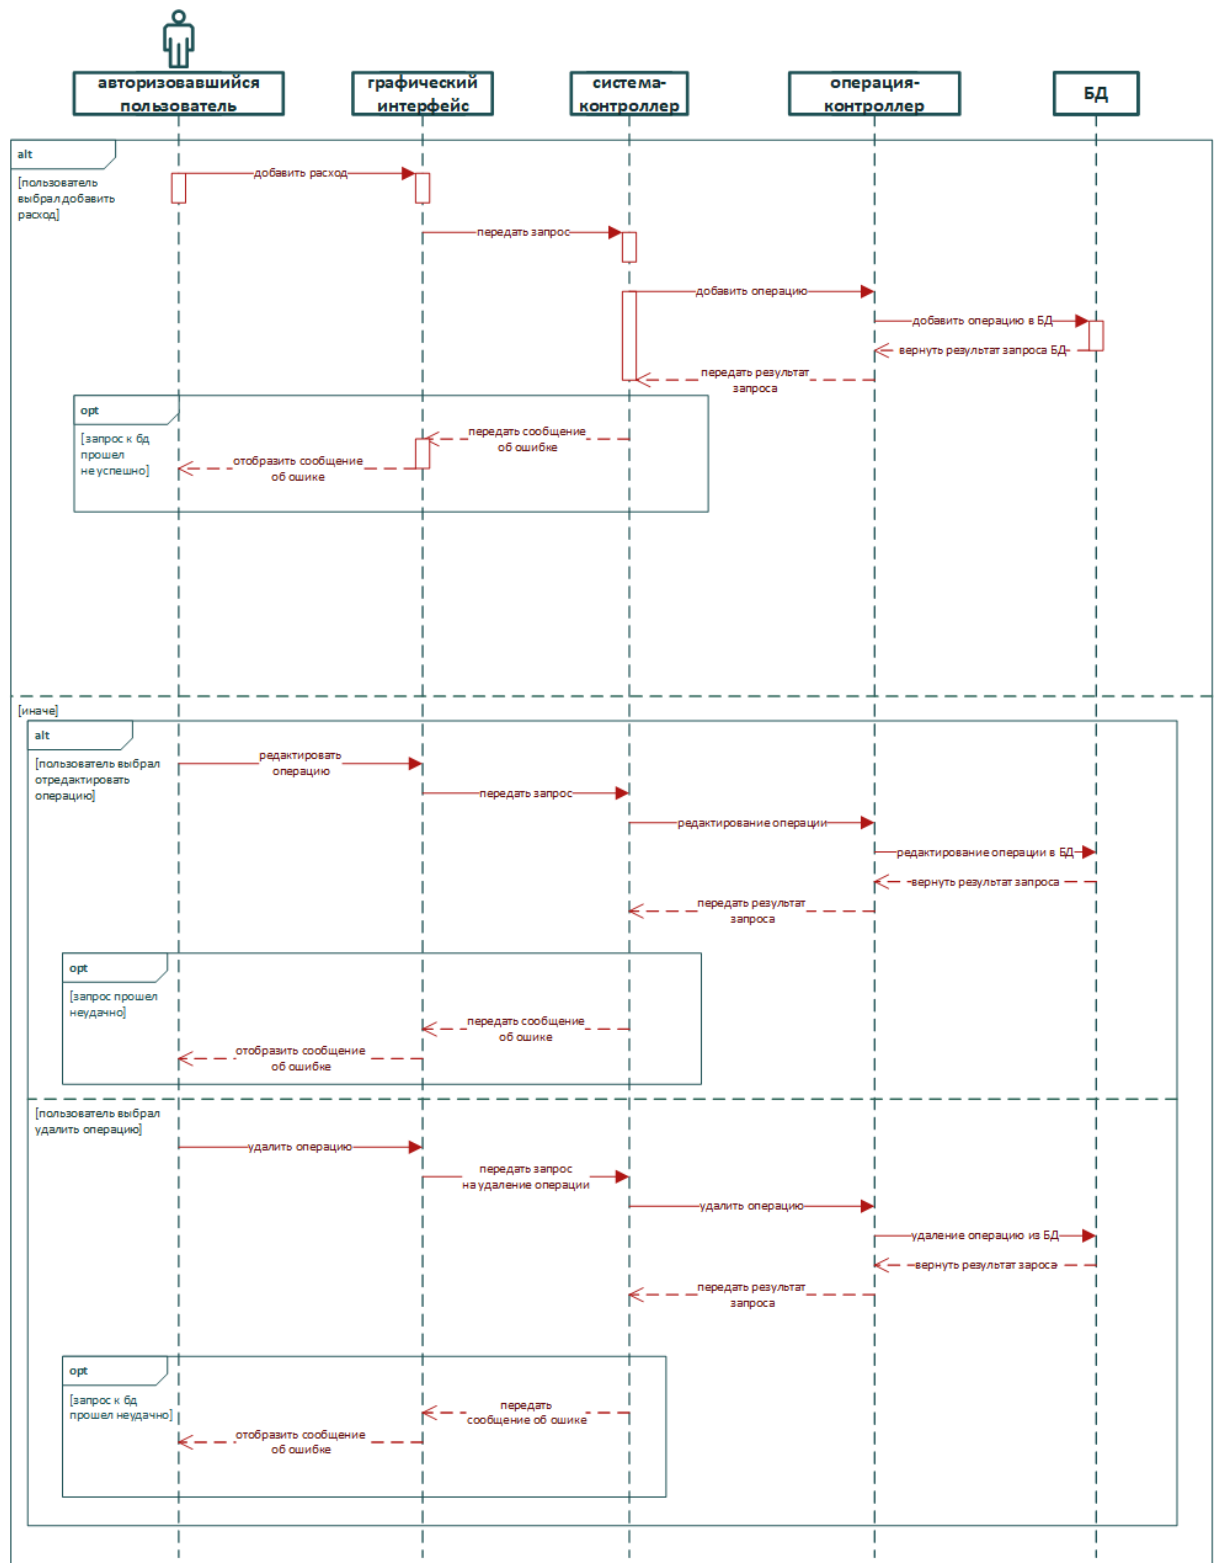 авторизовавшийся
пользователь
графический
интерфейс
система-
контроллер
операция-
контроллер
БД
alt
[пользователь
выбрал добавить
расход]
добавить расход
передать запрос
добавить операцию
добавить операцию в БД
вернуть результат запроса БД
передать результат
запроса
opt
[запрос к бд
прошел
не успешно]
передать сообщение
об ошибке
отобразить сообщение
об ошике
[иначе]
alt
[пользователь выбрал
отредактировать
операцию]
редактировать
операцию
передать запрос
редактирование операции
редактирование операции в БД
вернуть результат запроса
передать результат
запроса
opt
[запрос прошел
неудачно]
передать сообщение
об ошике
отобразить сообщение
об ошибке
[пользователь выбрал
удалить операцию]
удалить операцию
передать запрос
на удаление операции
удалить операцию
удаление операцию из БД
вернуть результат зароса
передать результат
запроса
opt
[запрос к бд
прошел неудачно]
передать
сообщение об ошике
отобразить сообщение
об ошибке